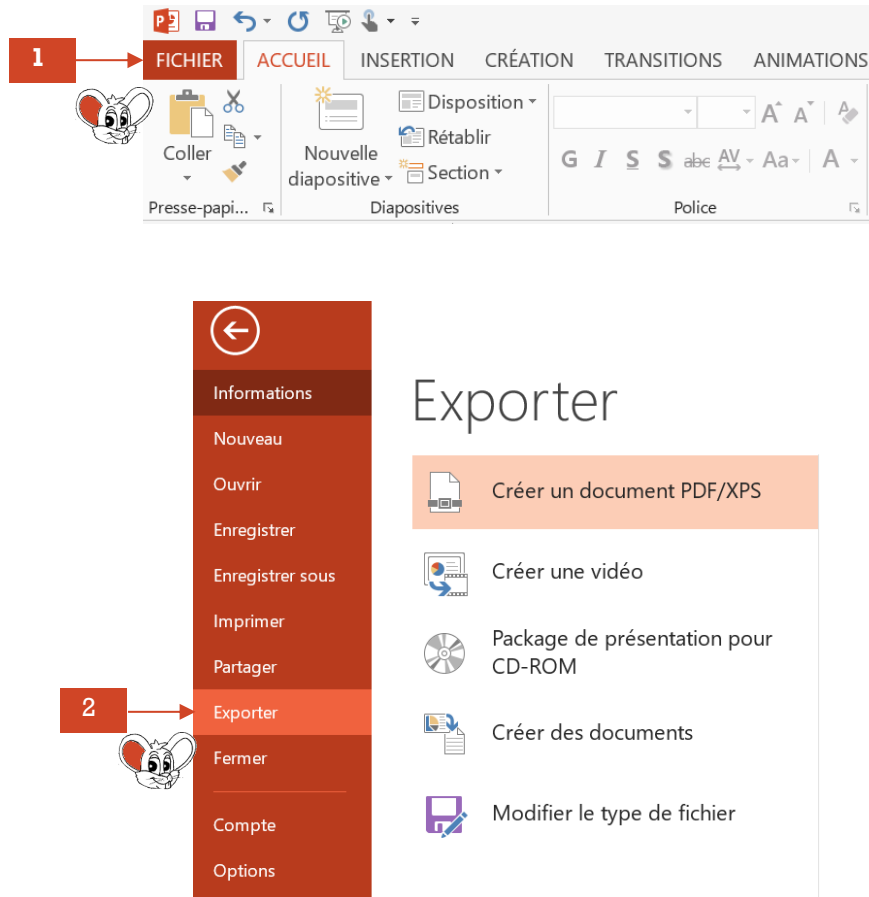 1
FICHIER ACCUEIL INSERTION CRÉATION TRANSITIONS ANIMATIONS
Coller
Nouvelle
diapositive
Disposition
Rétablir
Section
G I S S abc AV Aa A
A A A
Presse-papi... Diapositives Police
Informations
Nouveau
Ouvrir
Enregistrer
Enregistrer sous
Imprimer
Partager
2
Exporter
Fermer
Compte
Options
Exporter
Créer un document PDF/XPS
Créer une vidéo
Package de présentation pour
CD-ROM
Créer des documents
Modifier le type de fichier